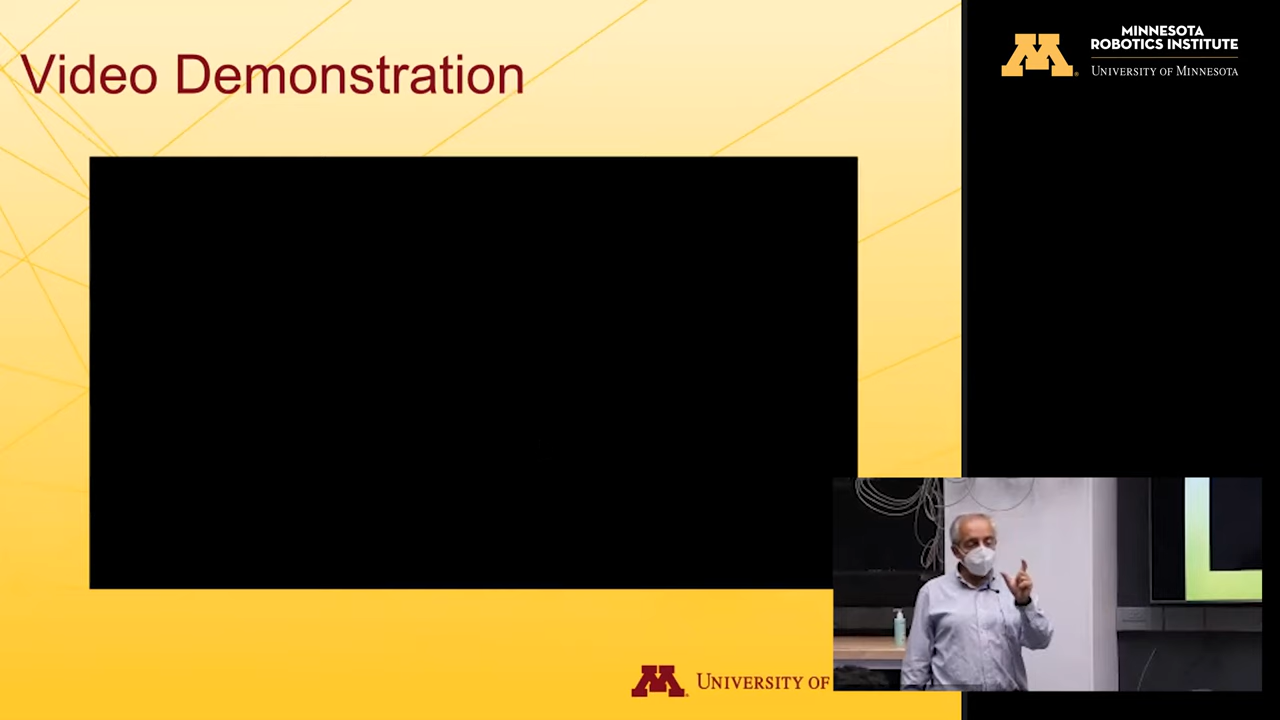 Video Demonstration
MINNESOTA
ROBOTICS INSTITUTE
UNIVERSITY OF MINNESOTA
UNIVERSITY OF